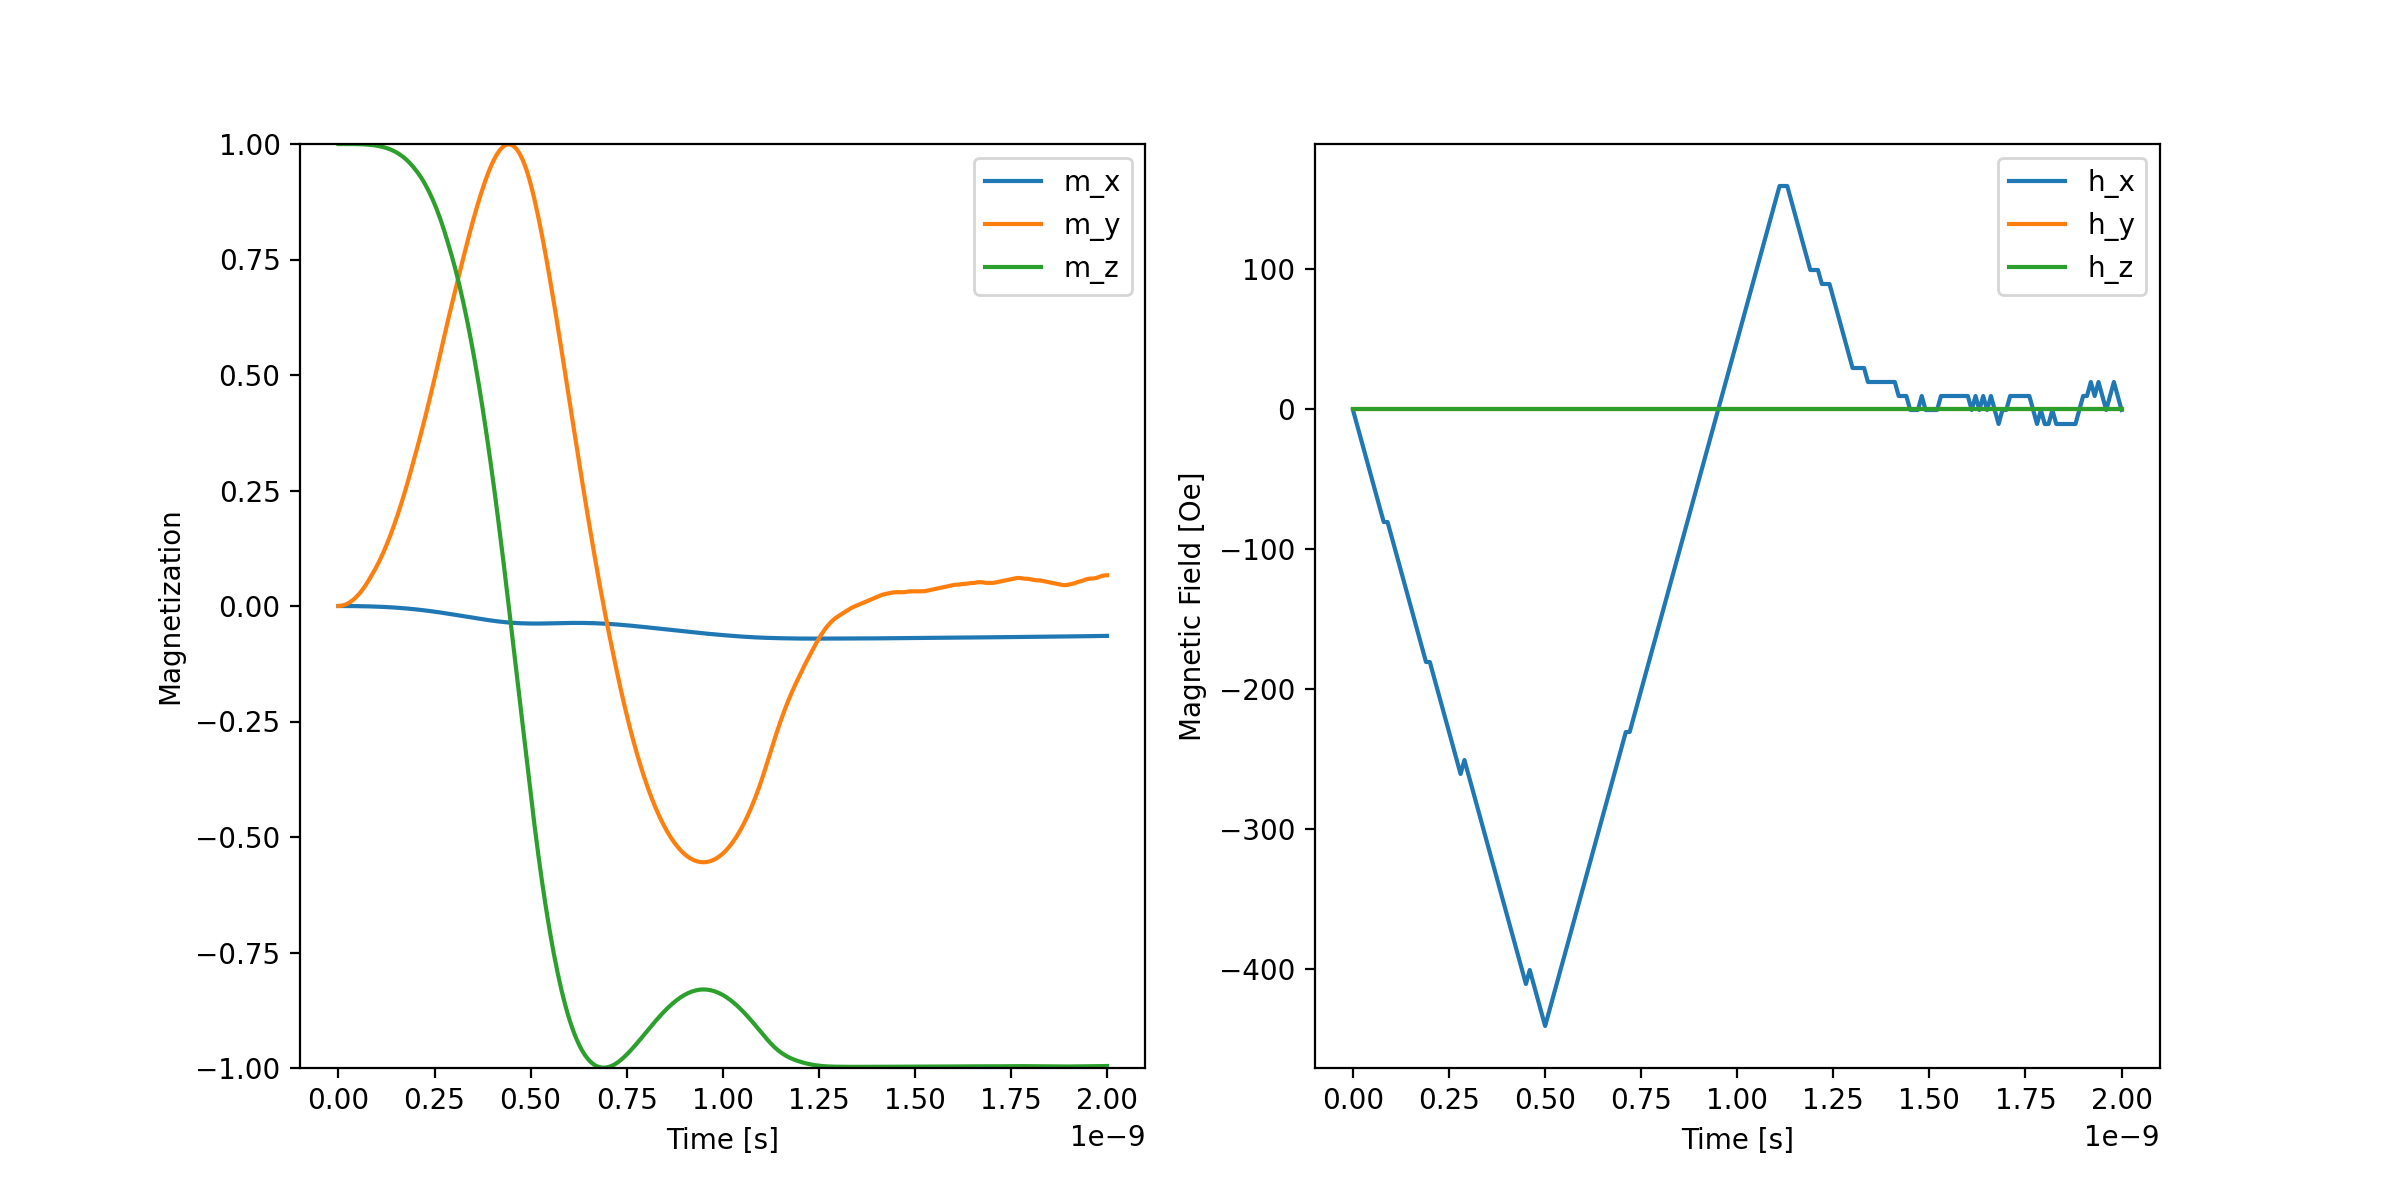 1.00
0.75
0.50
0.25
0.00
−0.25
−0.50
−0.75
−1.00
Magnetization
m_x
m_y
m_z
0.00 0.25 0.50 0.75 1.00 1.25 1.50 1.75 2.00
Time [s]
1e−9
100
0
−100
−200
−300
−400
Magnetic Field [Oe]
h_x
h_y
h_z
0.00 0.25 0.50 0.75 1.00 1.25 1.50 1.75 2.00
Time [s]
1e−9